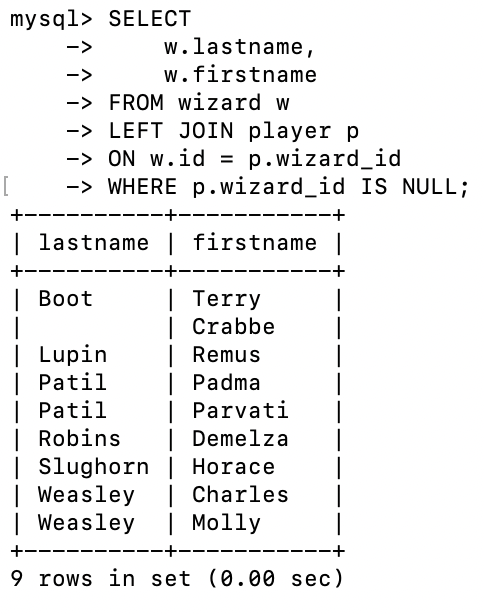 mysql> SELECT
    ->     w.lastname,
    ->     w.firstname
    -> FROM wizard w
    -> LEFT JOIN player p
    -> ON w.id = p.wizard_id
[    -> WHERE p.wizard_id IS NULL;
+----------+-----------+
| lastname | firstname |
+----------+-----------+
| Boot     | Terry     |
|          | Crabbe    |
| Lupin    | Remus     |
| Patil    | Padma     |
| Patil    | Parvati   |
| Robins   | Demelza   |
| Slughorn | Horace    |
| Weasley  | Charles   |
| Weasley  | Molly     |
+----------+-----------+
9 rows in set (0.00 sec)